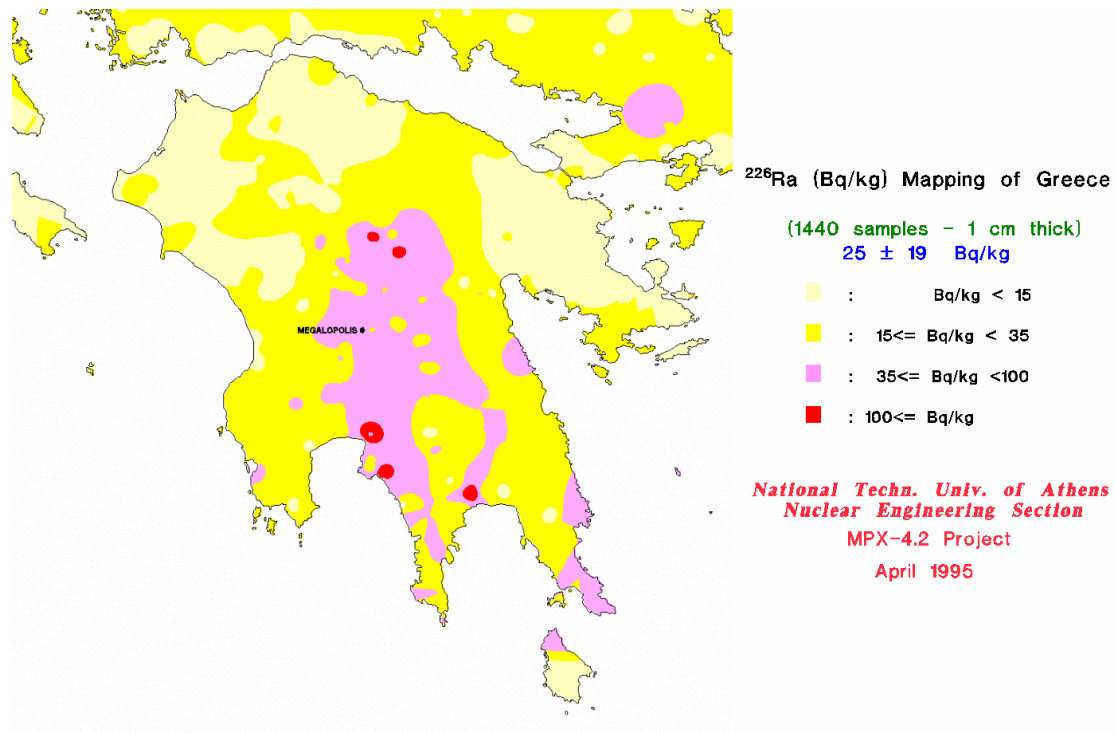 MEGALOPOLIS
226Ra (Bq/kg) Mapping of Greece
(1440 samples - 1 cm thick)
25 ± 19 Bq/kg
: Bq/kg < 15
: 15<= Bq/kg < 35
: 35<= Bq/kg <100
: 100<= Bq/kg
National Techn. Univ. of Athens
Nuclear Engineering Section
MPX-4.2 Project
April 1995